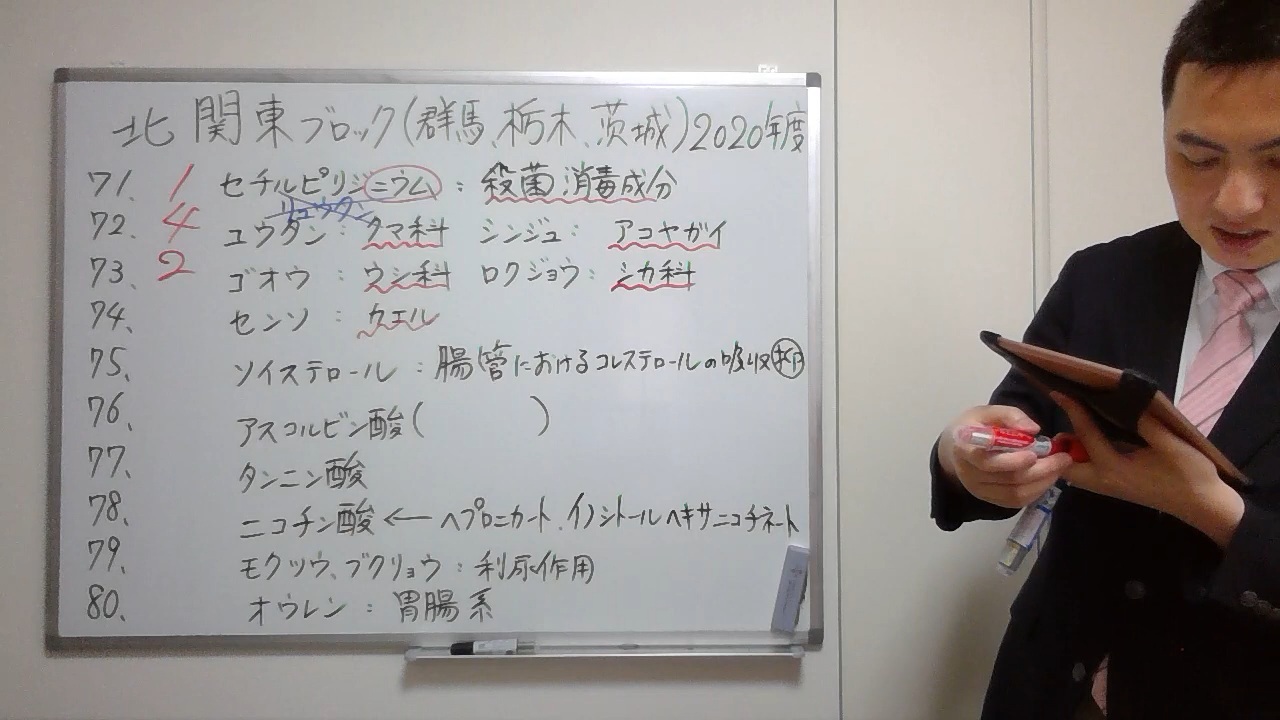 北関東ブロック(群馬、栃木、茨城)2020年度
71. 1 セチルピリジニウム：殺菌消毒成分
リュウタン
72. 4 ユウタン：クマ科 シンジュ：アコヤガイ
73. 2 ゴオウ：ウシ科 ロクジョウ：シカ科
74. センソ：カエル
75. ソイステロール：腸管におけるコレステロールの吸収抑
76. アスコルビン酸( )
77. タンニン酸
78. ニコチン酸←ヘプロニカート、イノシトールヘキサニコチネート
79. モクツウ、ブクリョウ：利尿作用
80. オウレン：胃腸系